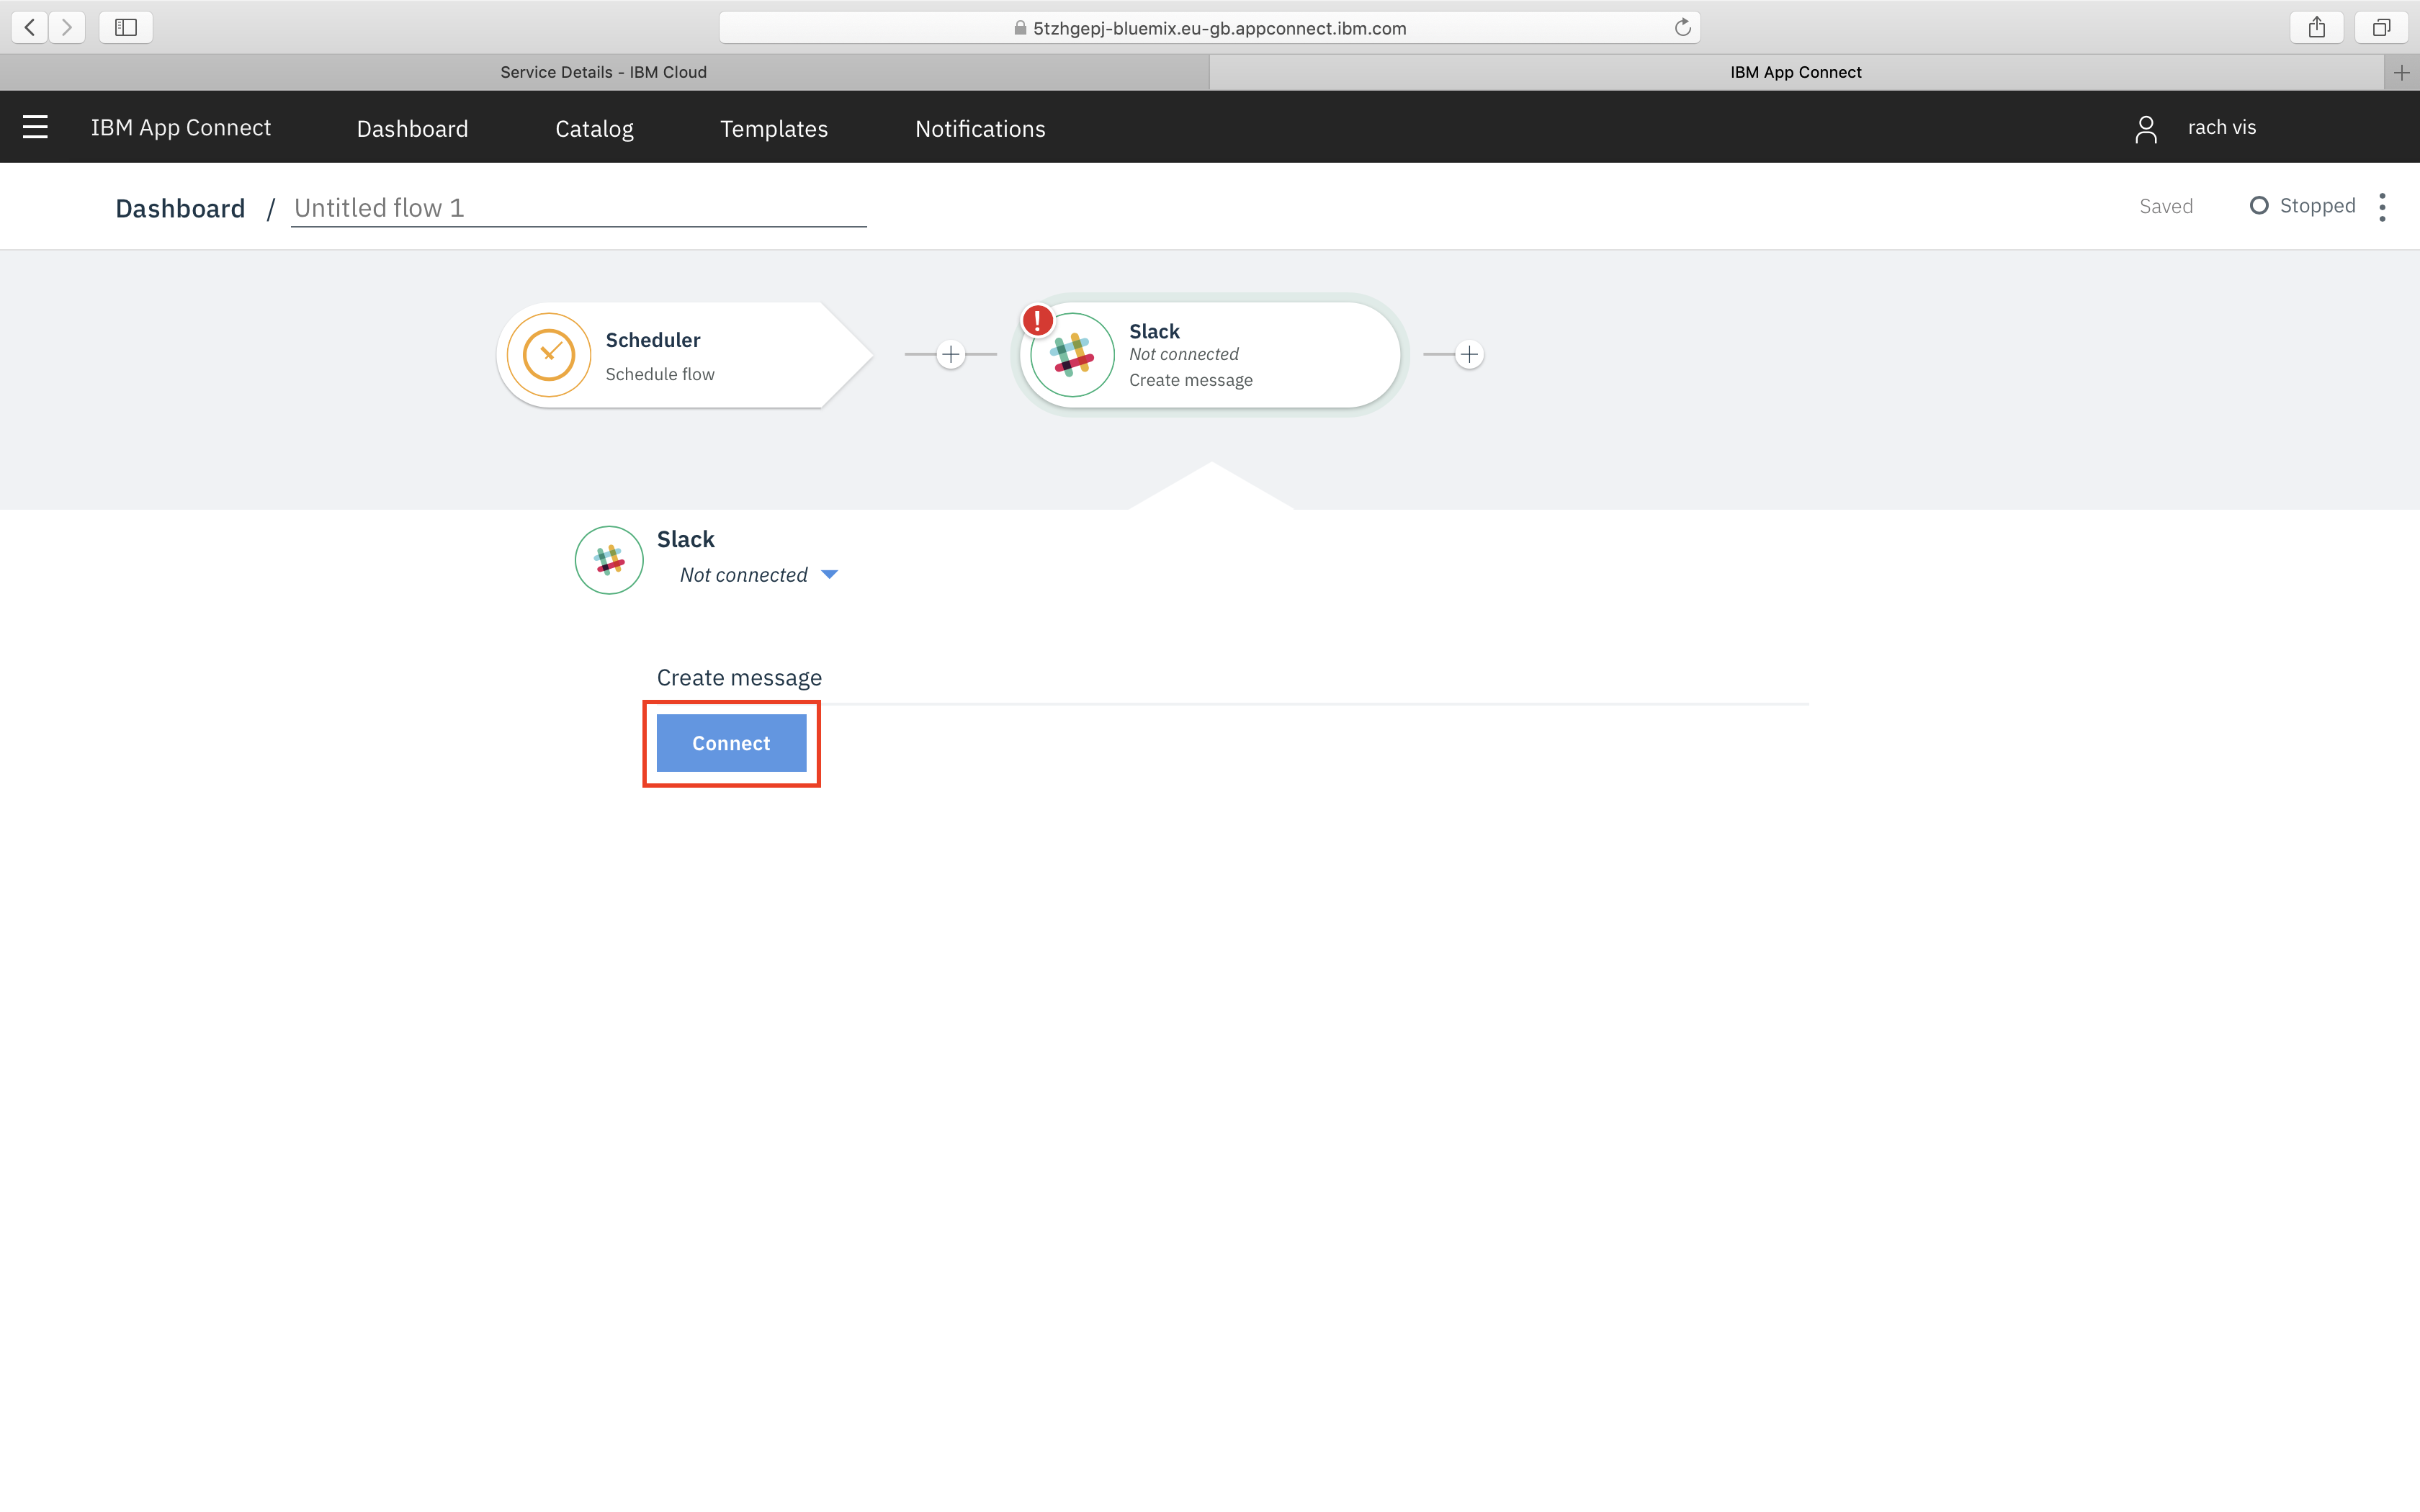 5tzhgepj-bluemix.eu-gb.appconnect.ibm.com
Service Details - IBM Cloud
IBM App Connect
IBM App Connect
Dashboard
Catalog
Templates
Notifications
rach vis
Dashboard / Untitled flow 1
Saved
Stopped
Scheduler
Schedule flow
!
Slack
Not connected
Create message
Slack
Not connected
Create message
Connect